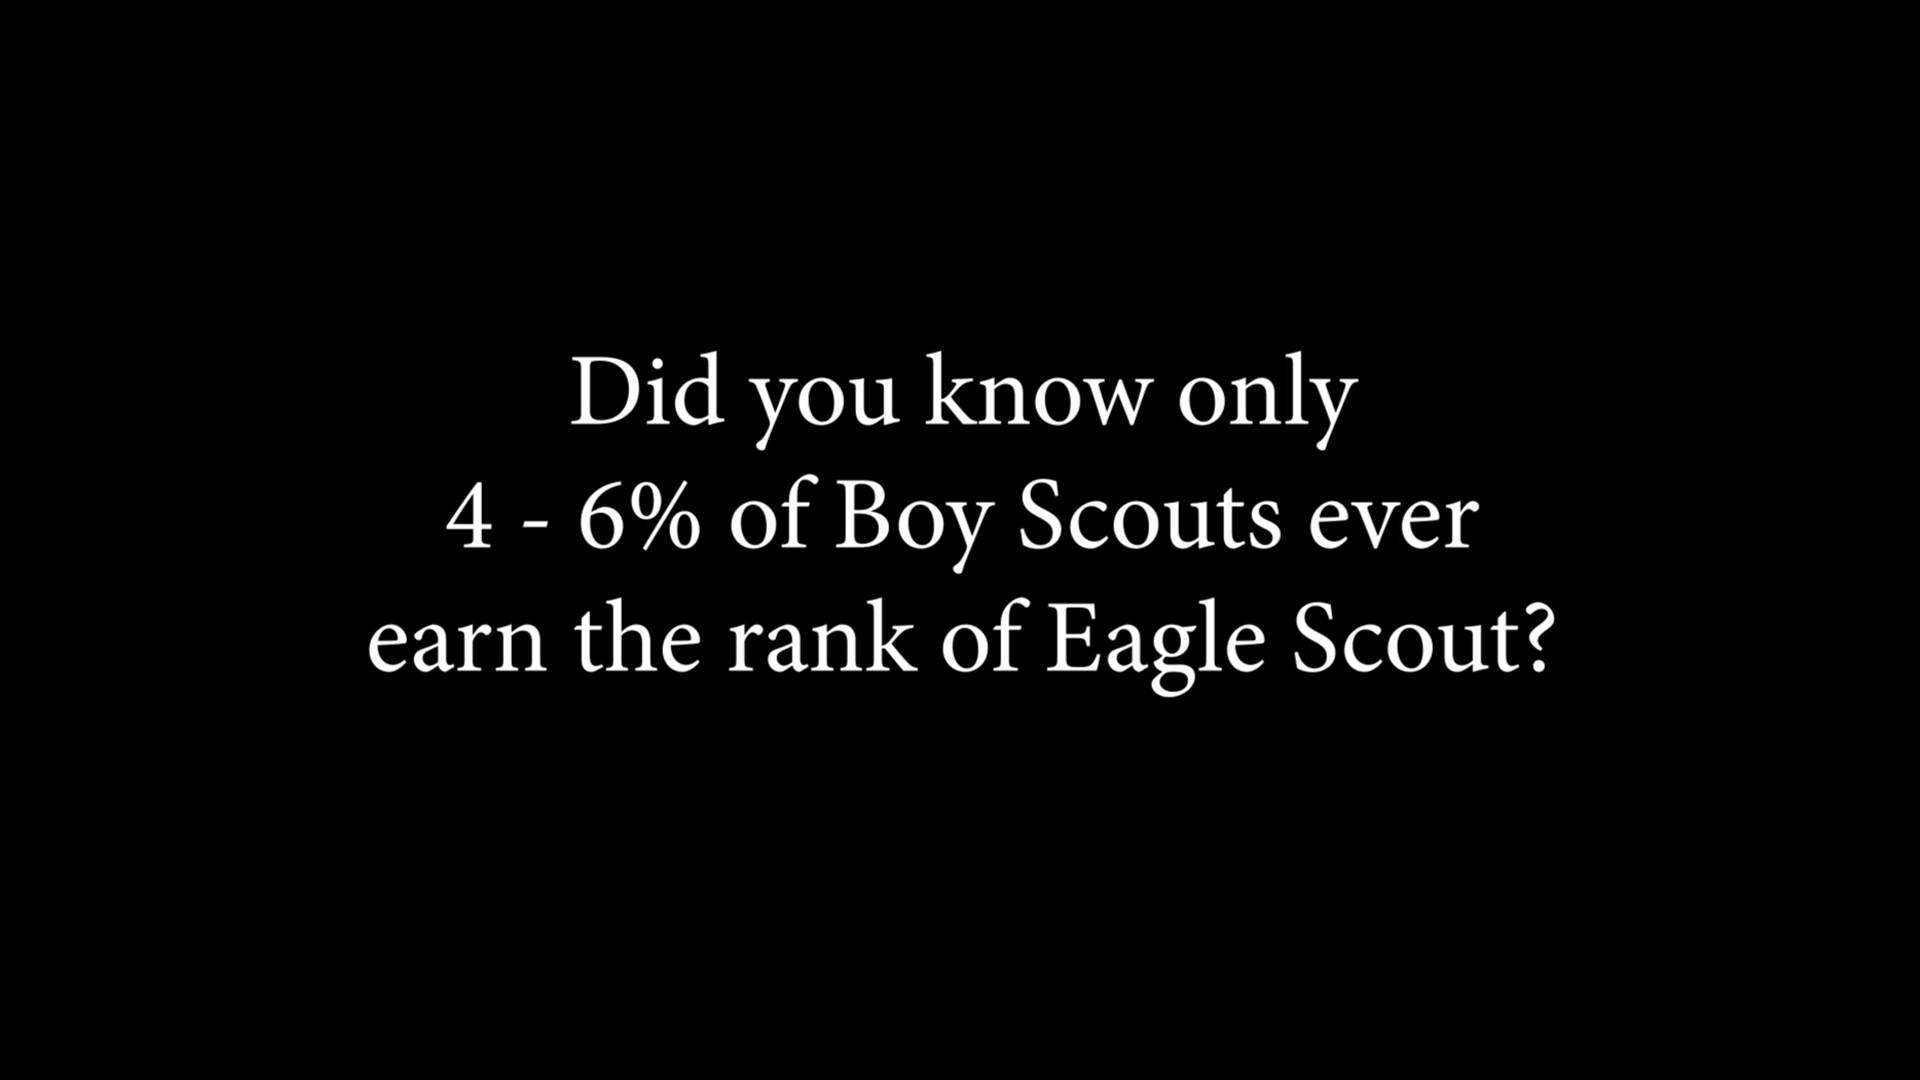 Did you know only
4 - 6% of Boy Scouts ever
earn the rank of Eagle Scout?